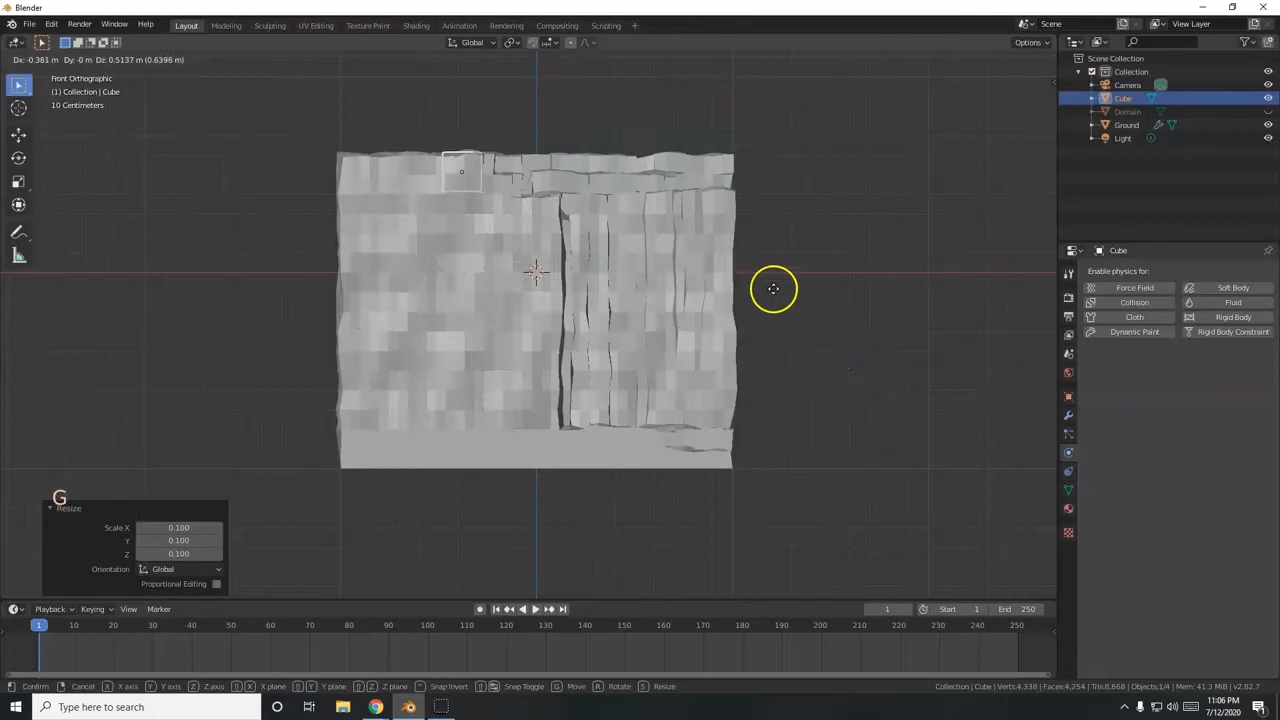 Blender
File Edit Render Window Help
Layout Modeling Sculpting UV Editing Texture Paint Shading Animation Rendering Compositing Scripting +
Scene
View Layer
Global
Options
Dx: -0.381 m Dy: -0 m Dz: 0.5137 m (0.6396 m)
Front Orthographic
(1) Collection | Cube
10 Centimeters
Scene Collection
Collection
Camera
Cube
Domain
Ground
Light
Cube
Enable physics for:
Force Field Soft Body
Collision Fluid
Cloth Rigid Body
Dynamic Paint Rigid Body Constraint
G
Resize
Scale X 0.100
Y 0.100
Z 0.100
Orientation Global
Proportional Editing
Playback Keying View Marker
1 Start 1 End 250
1 10 20 30 40 50 60 70 80 90 100 110 120 130 140 150 160 170 180 190 200 210 220 230 240 250
Confirm Cancel X X axis Y Y axis Z Z axis X X plane Y Y plane Z Z plane Snap Invert Snap Toggle G Move R Rotate S Resize
Collection | Cube | Verts:4,338 | Faces:4,254 | Tris:8,668 | Objects:1/4 | Mem: 41.3 MiB | v2.82.7
Type here to search
11:06 PM
7/12/2020